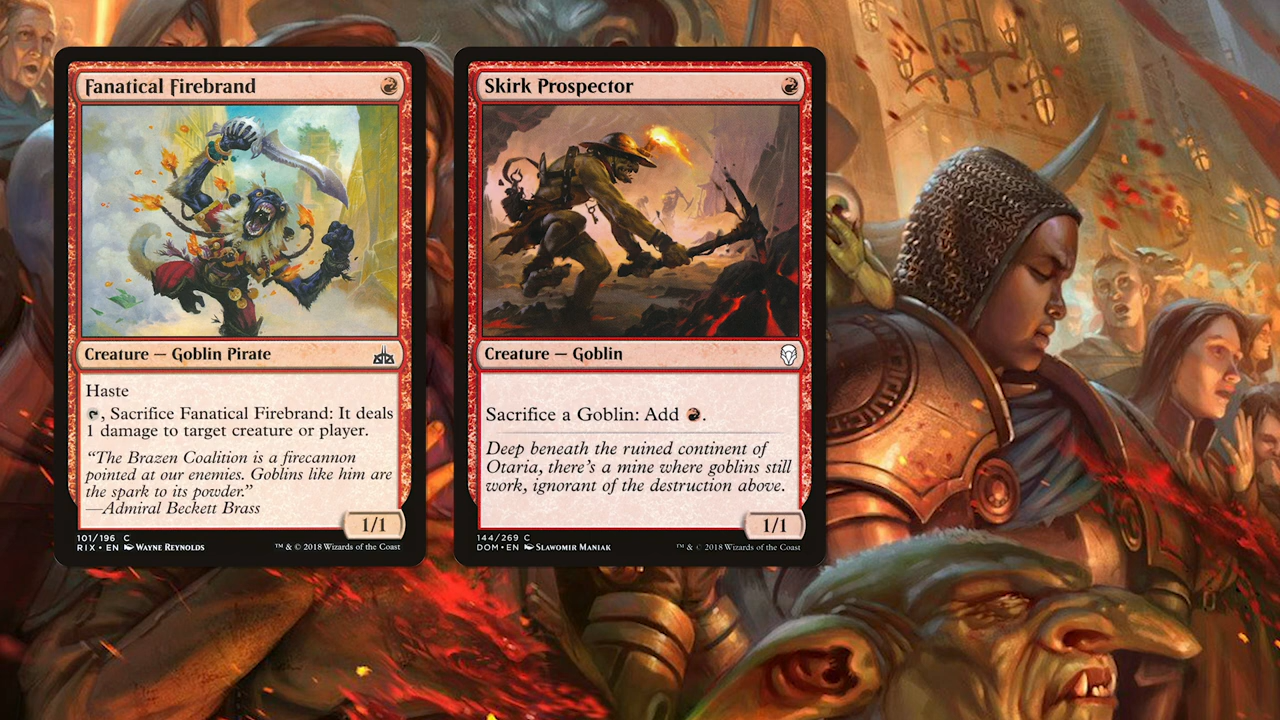 Fanatical Firebrand
Creature — Goblin Pirate
Haste
, Sacrifice Fanatical Firebrand: It deals
1 damage to target creature or player.
“The Brazen Coalition is a firecannon
pointed at our enemies. Goblins like him are
the spark to its powder.”
—Admiral Beckett Brass
1/1
101/196 C
RIX • EN Wayne Reynolds
™ & © 2018 Wizards of the Coast
Skirk Prospector
Creature — Goblin
Sacrifice a Goblin: Add .
Deep beneath the ruined continent of
Otaria, there’s a mine where goblins still
work, ignorant of the destruction above.
1/1
144/269 C
DOM • EN Slawomir Maniak
™ & © 2018 Wizards of the Coast